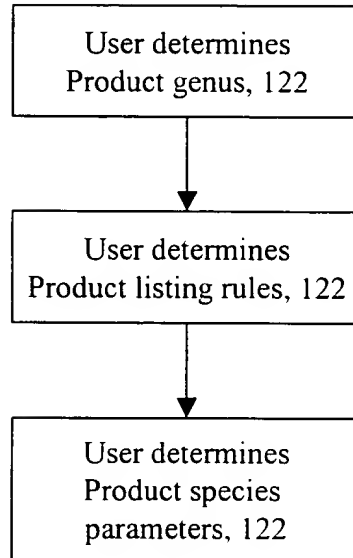 User determines
Product genus, 122
User determines
Product listing rules, 122
User determines
Product species
parameters, 122